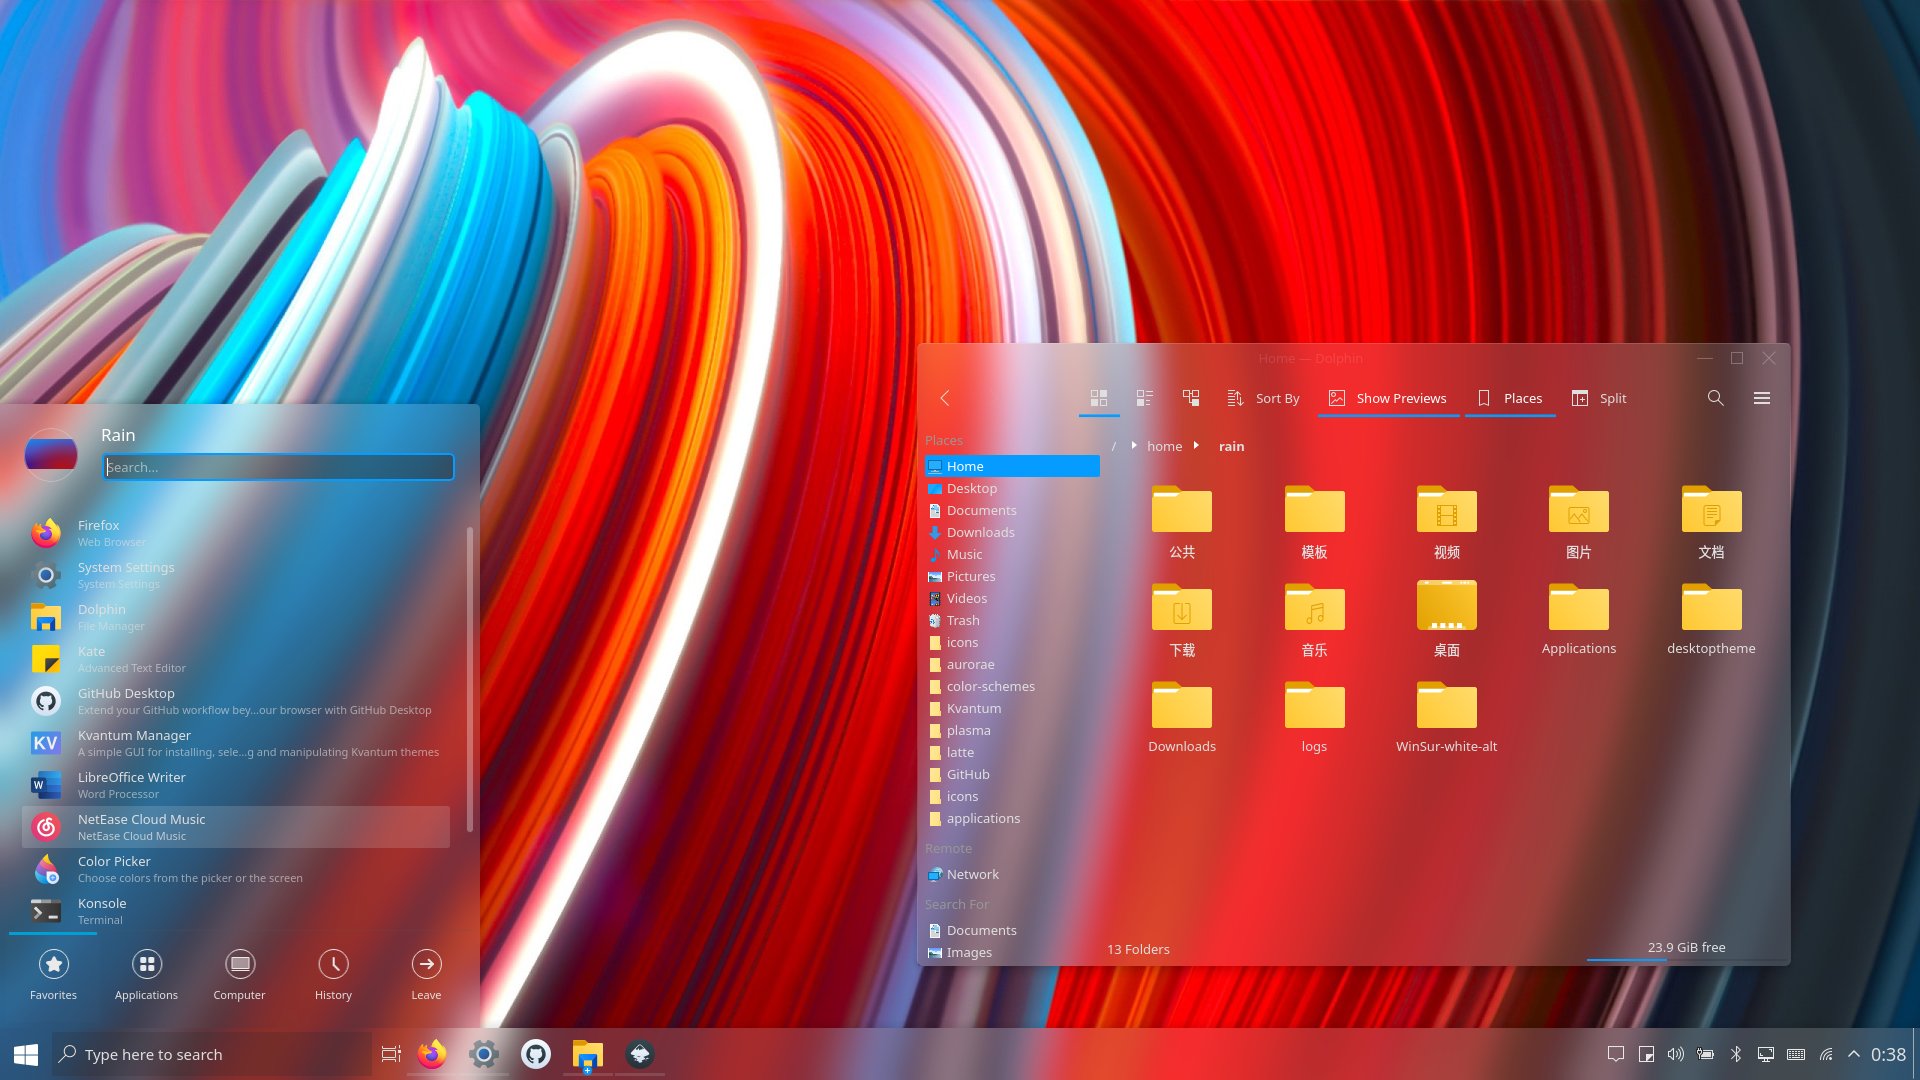 Rain
Search...
Firefox
Web Browser
System Settings
System Settings
Dolphin
File Manager
Kate
Advanced Text Editor
GitHub Desktop
Extend your GitHub workflow bey...our browser with GitHub Desktop
KV
Kvantum Manager
A simple GUI for installing, sele...g and manipulating Kvantum themes
W
LibreOffice Writer
Word Processor
NetEase Cloud Music
NetEase Cloud Music
Color Picker
Choose colors from the picker or the screen
Konsole
Terminal
Favorites
Applications
Computer
History
Leave
Home — Dolphin
Sort By
Show Previews
Places
Split
Places
Home
Desktop
Documents
Downloads
Music
Pictures
Videos
Trash
icons
aurorae
color-schemes
Kvantum
plasma
latte
GitHub
icons
applications
Remote
Network
Search For
Documents
Images
/ home rain
公共 模板 视频 图片 文档
下载 音乐 桌面 Applications desktoptheme
Downloads logs WinSur-white-alt
13 Folders
23.9 GiB free
Type here to search
0:38